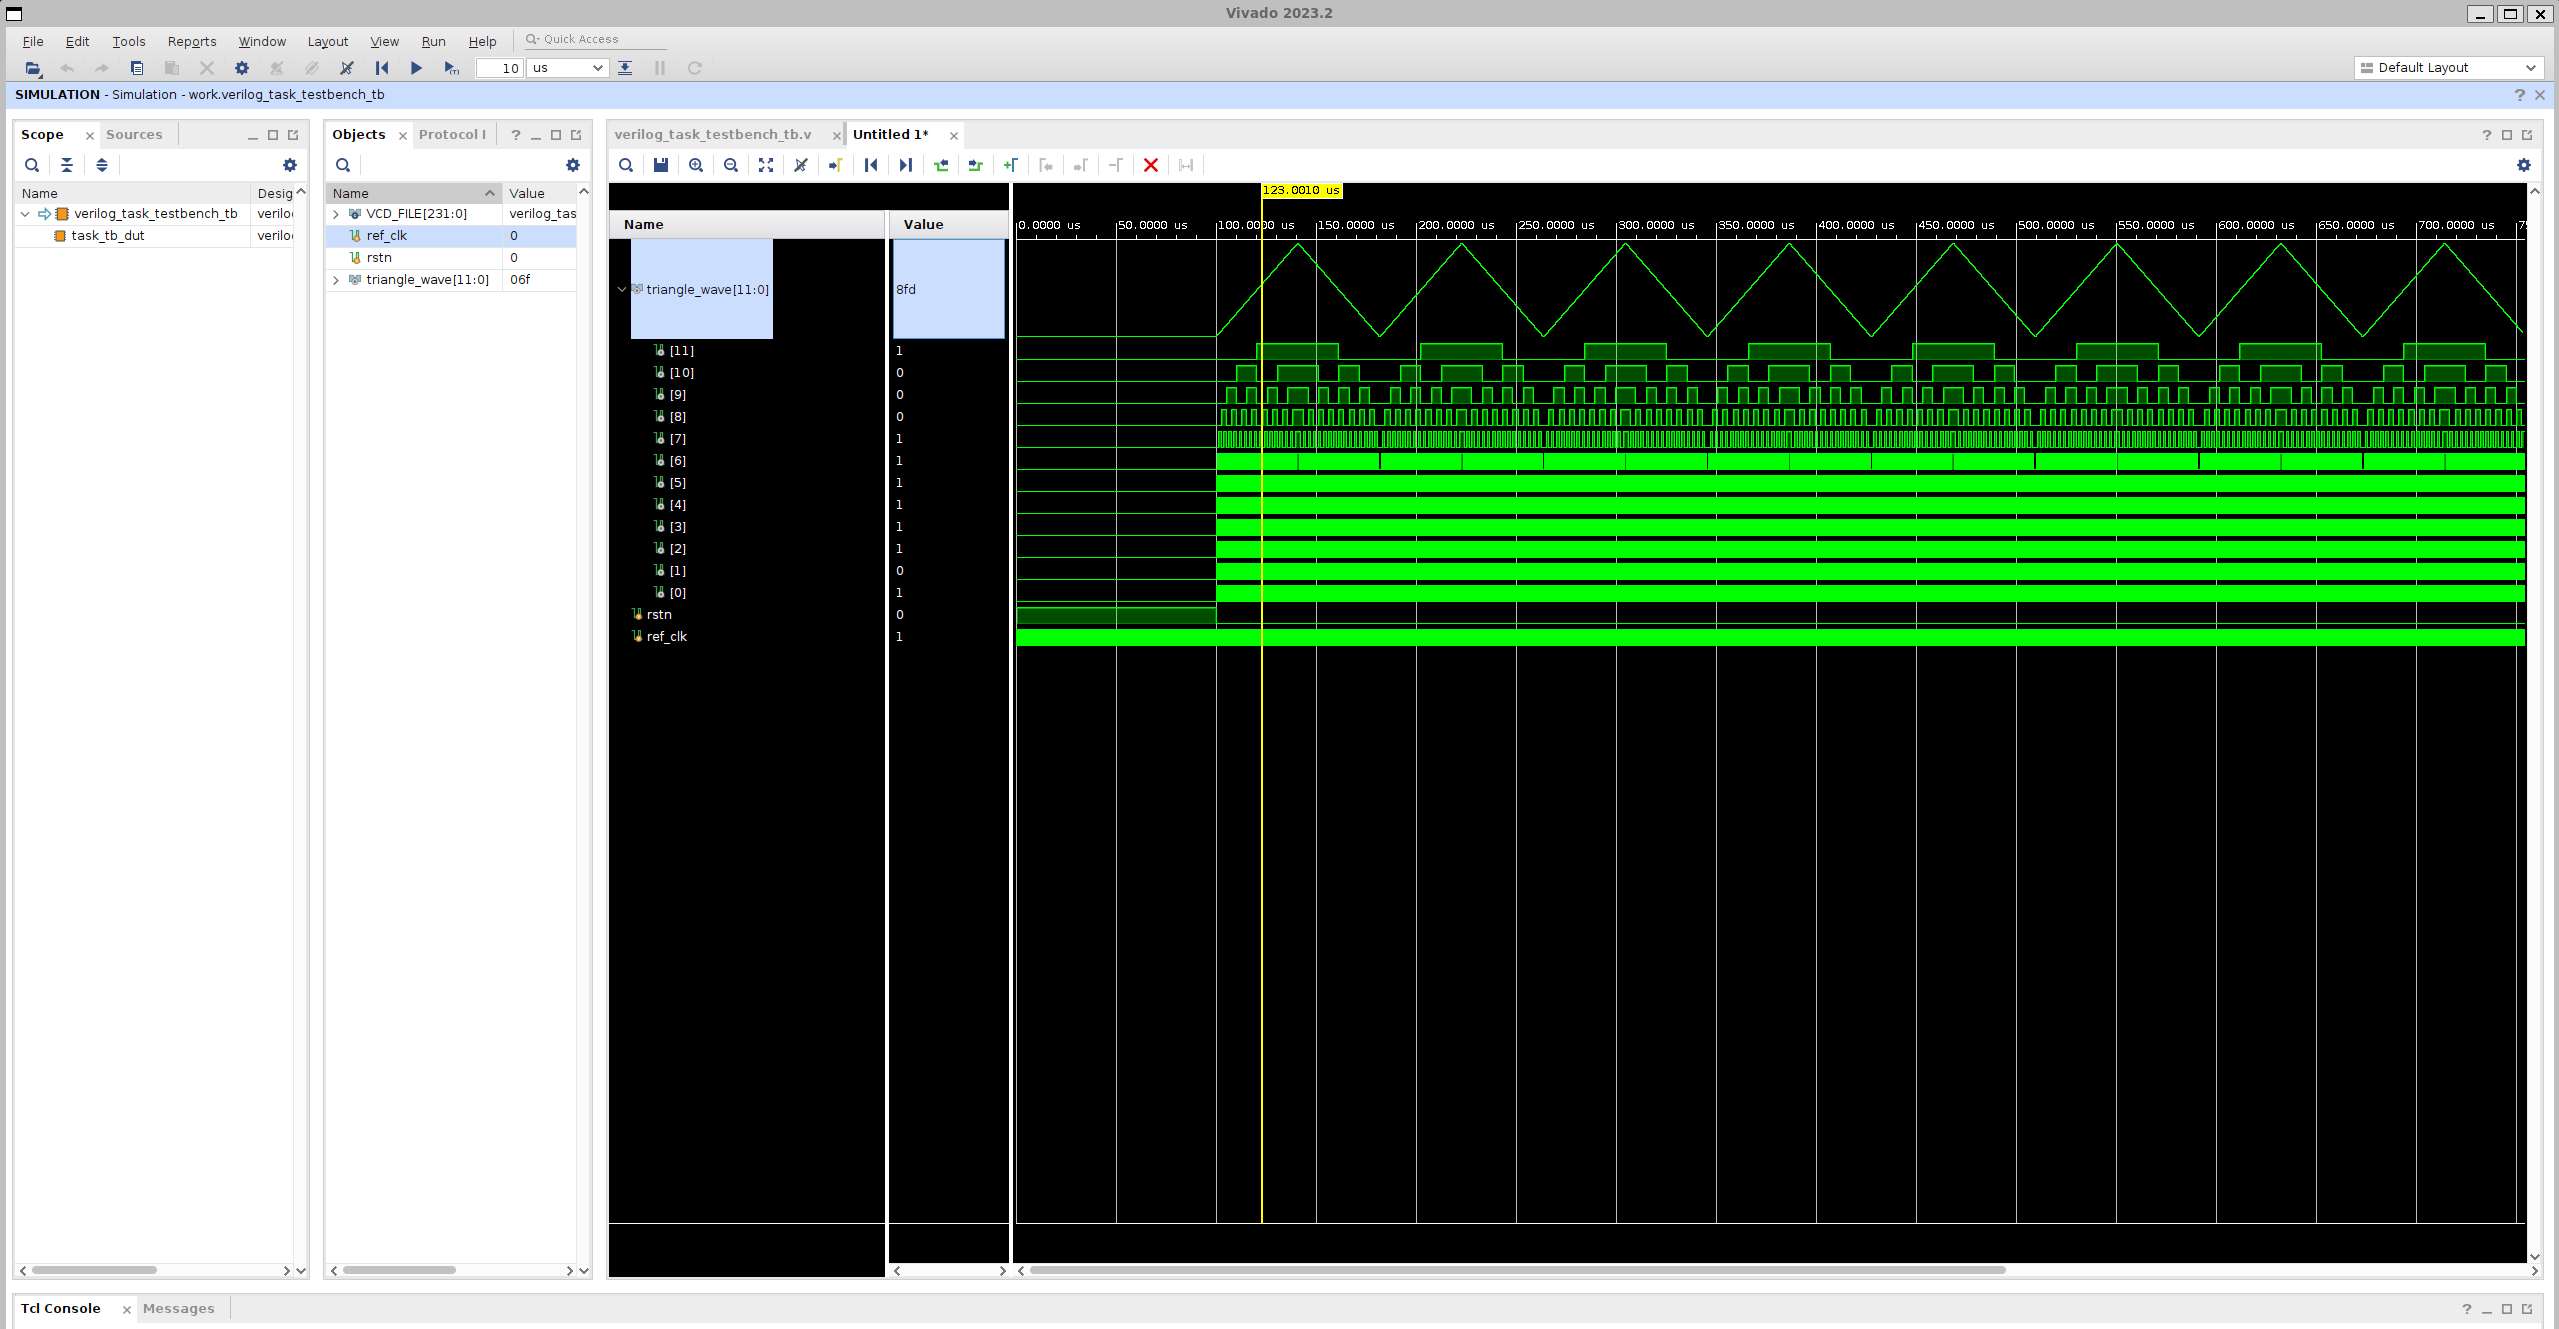 Vivado 2023.2
File Edit Tools Reports Window Layout View Run Help Quick Access
10 us Default Layout
SIMULATION - Simulation - work.verilog_task_testbench_tb
Scope Sources
Name Desig
verilog_task_testbench_tb verilo
task_tb_dut verilo
Objects Protocol I
Name Value
VCD_FILE[231:0] verilog_tas
ref_clk 0
rstn 0
triangle_wave[11:0] 06f
verilog_task_testbench_tb.v Untitled 1*
123.0010 us
Name Value
0.0000 us 50.0000 us 100.0000 us 150.0000 us 200.0000 us 250.0000 us 300.0000 us 350.0000 us 400.0000 us 450.0000 us 500.0000 us 550.0000 us 600.0000 us 650.0000 us 700.0000 us
triangle_wave[11:0] 8fd
[11] 1
[10] 0
[9] 0
[8] 0
[7] 1
[6] 1
[5] 1
[4] 1
[3] 1
[2] 1
[1] 0
[0] 1
rstn 0
ref_clk 1
Tcl Console Messages